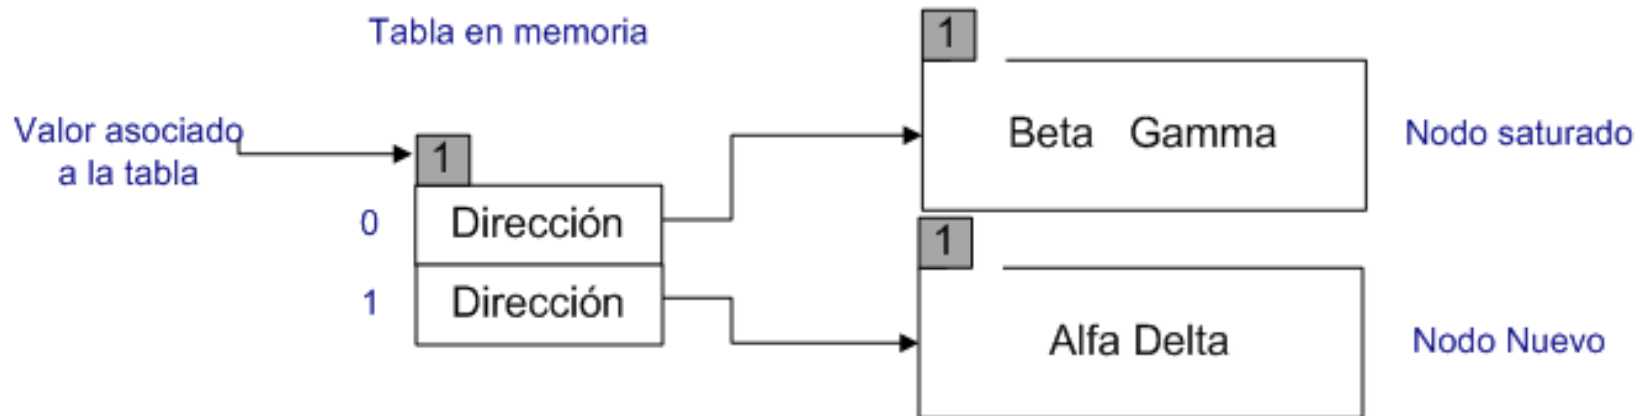 Tabla en memoria
1
Beta Gamma
Nodo saturado
Valor asociado
a la tabla
1
0
Dirección
1
Dirección
1
Alfa Delta
Nodo Nuevo